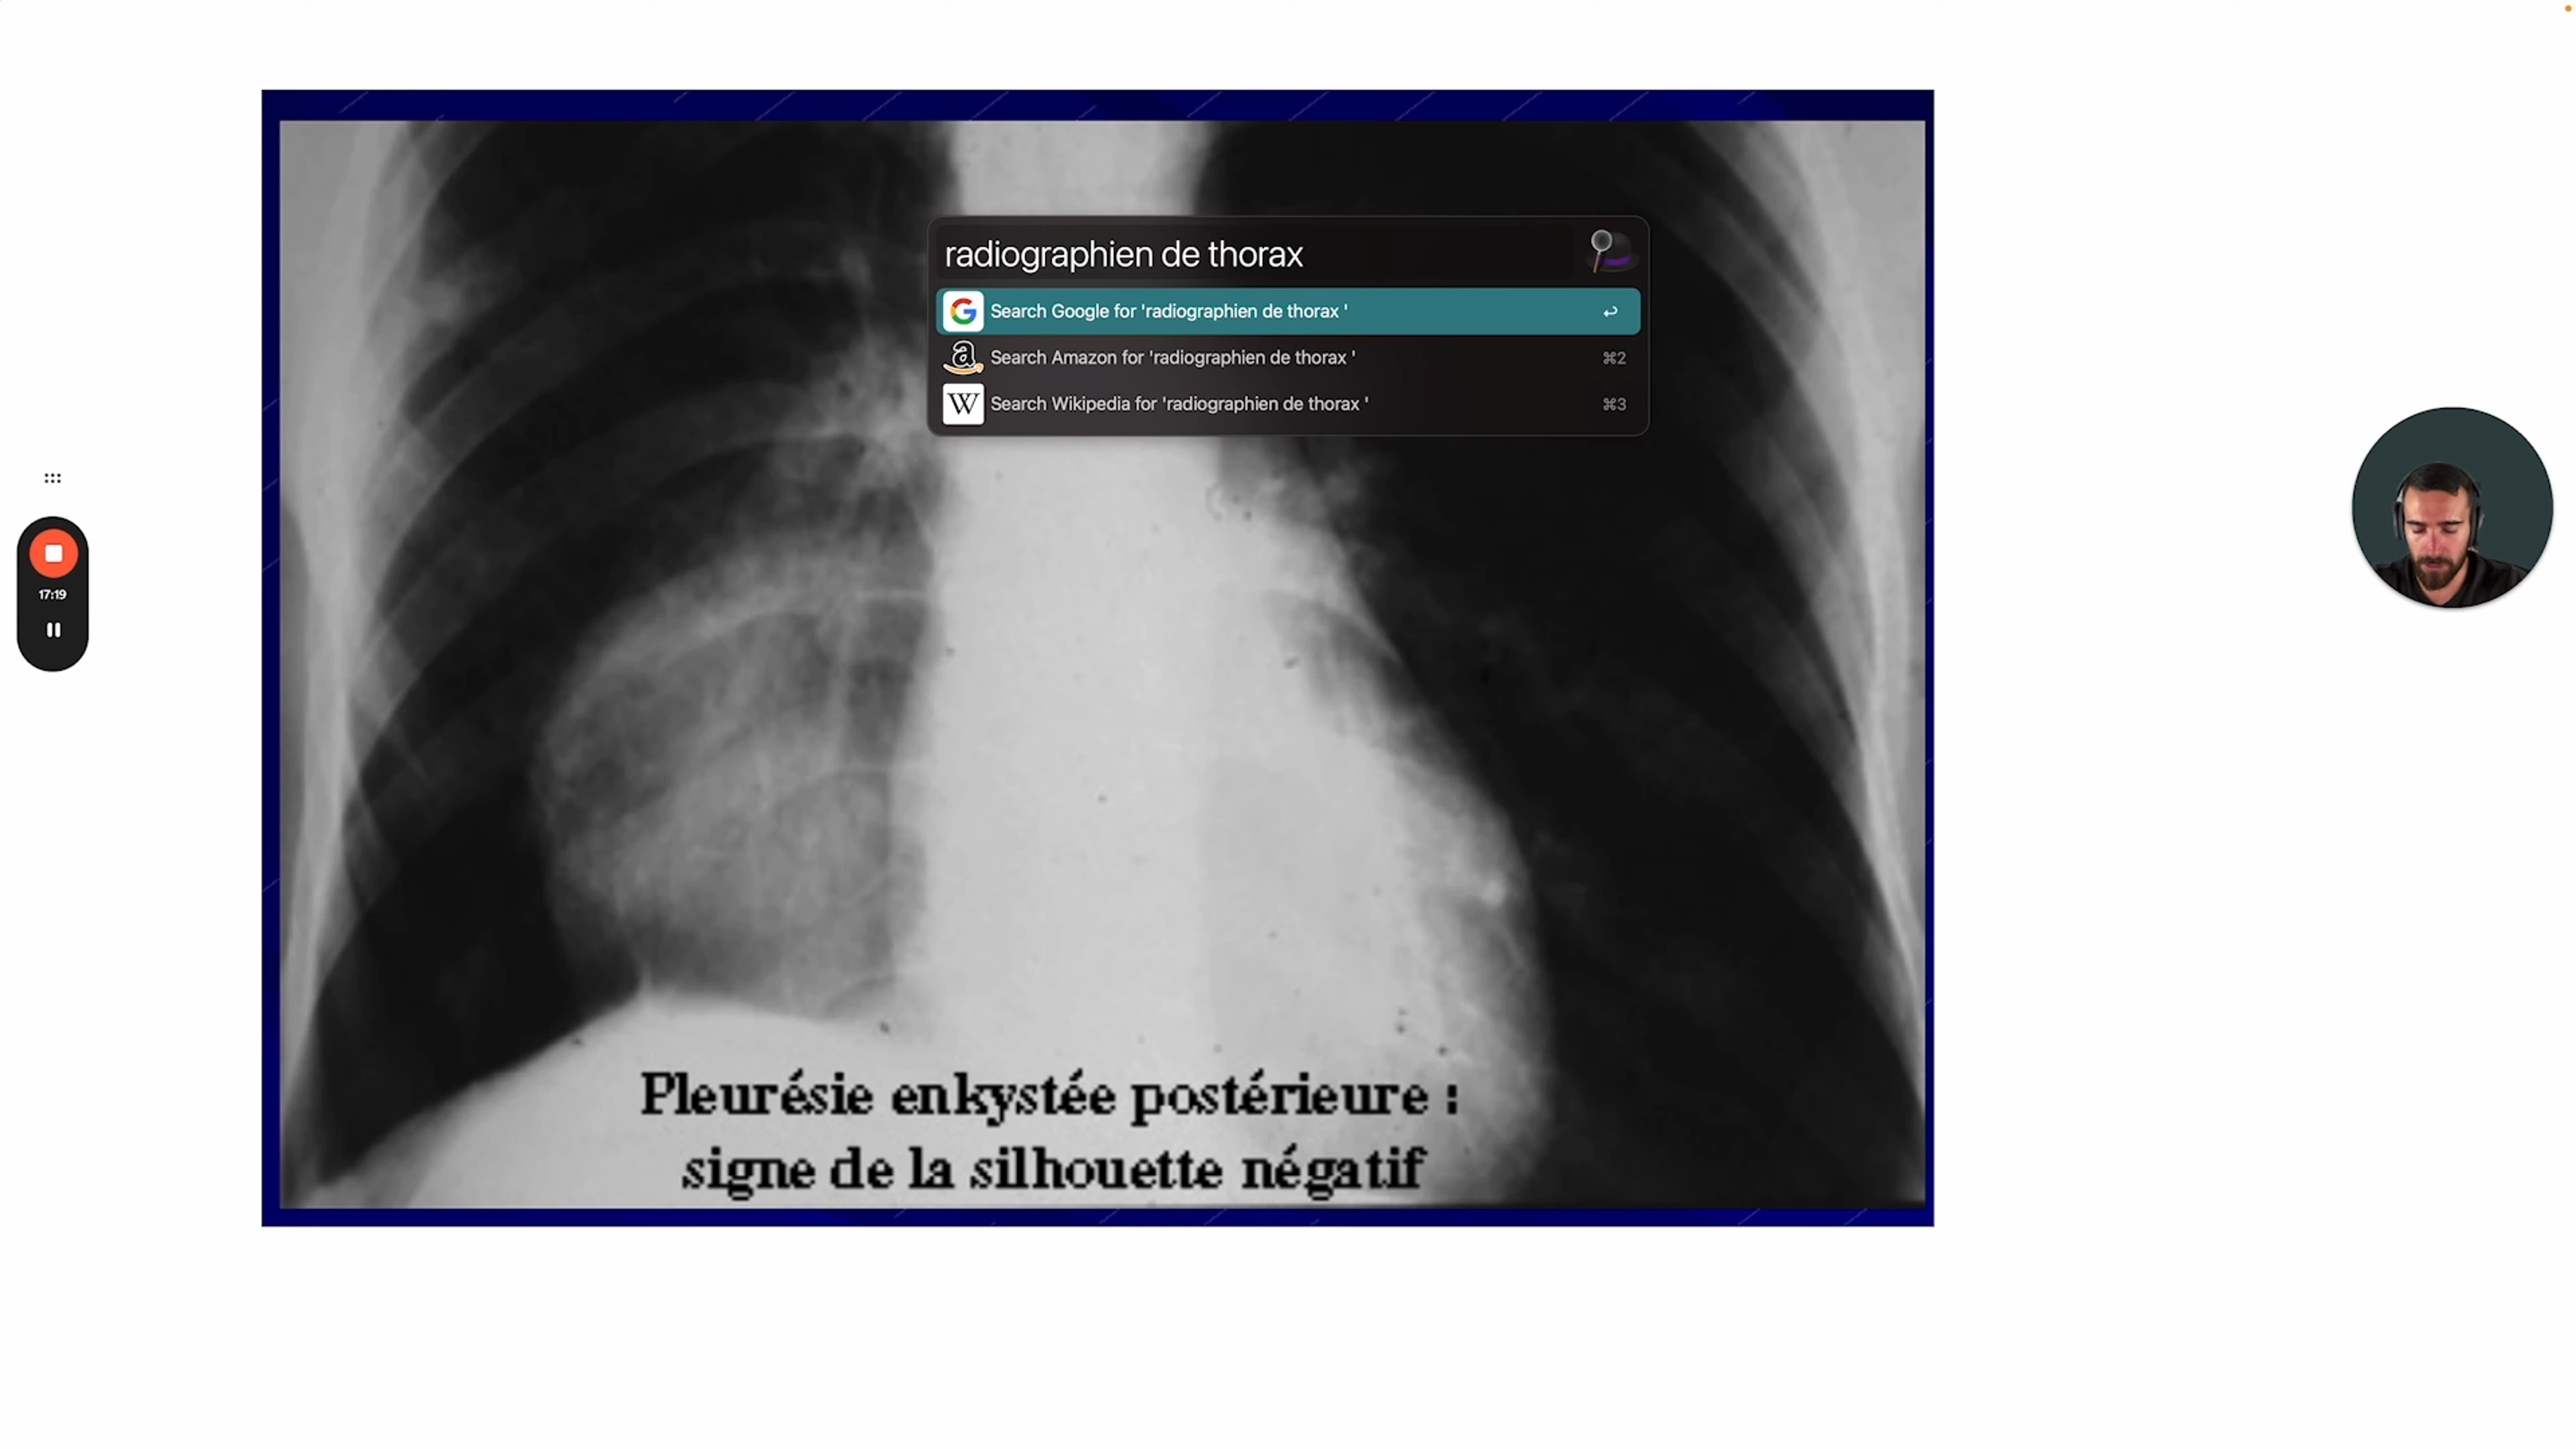 radiographien de thorax
Search Google for 'radiographien de thorax '
Search Amazon for 'radiographien de thorax '
⌘2
Search Wikipedia for 'radiographien de thorax '
⌘3
17:19
Pleurésie enkystée postérieure :
signe de la silhouette négatif